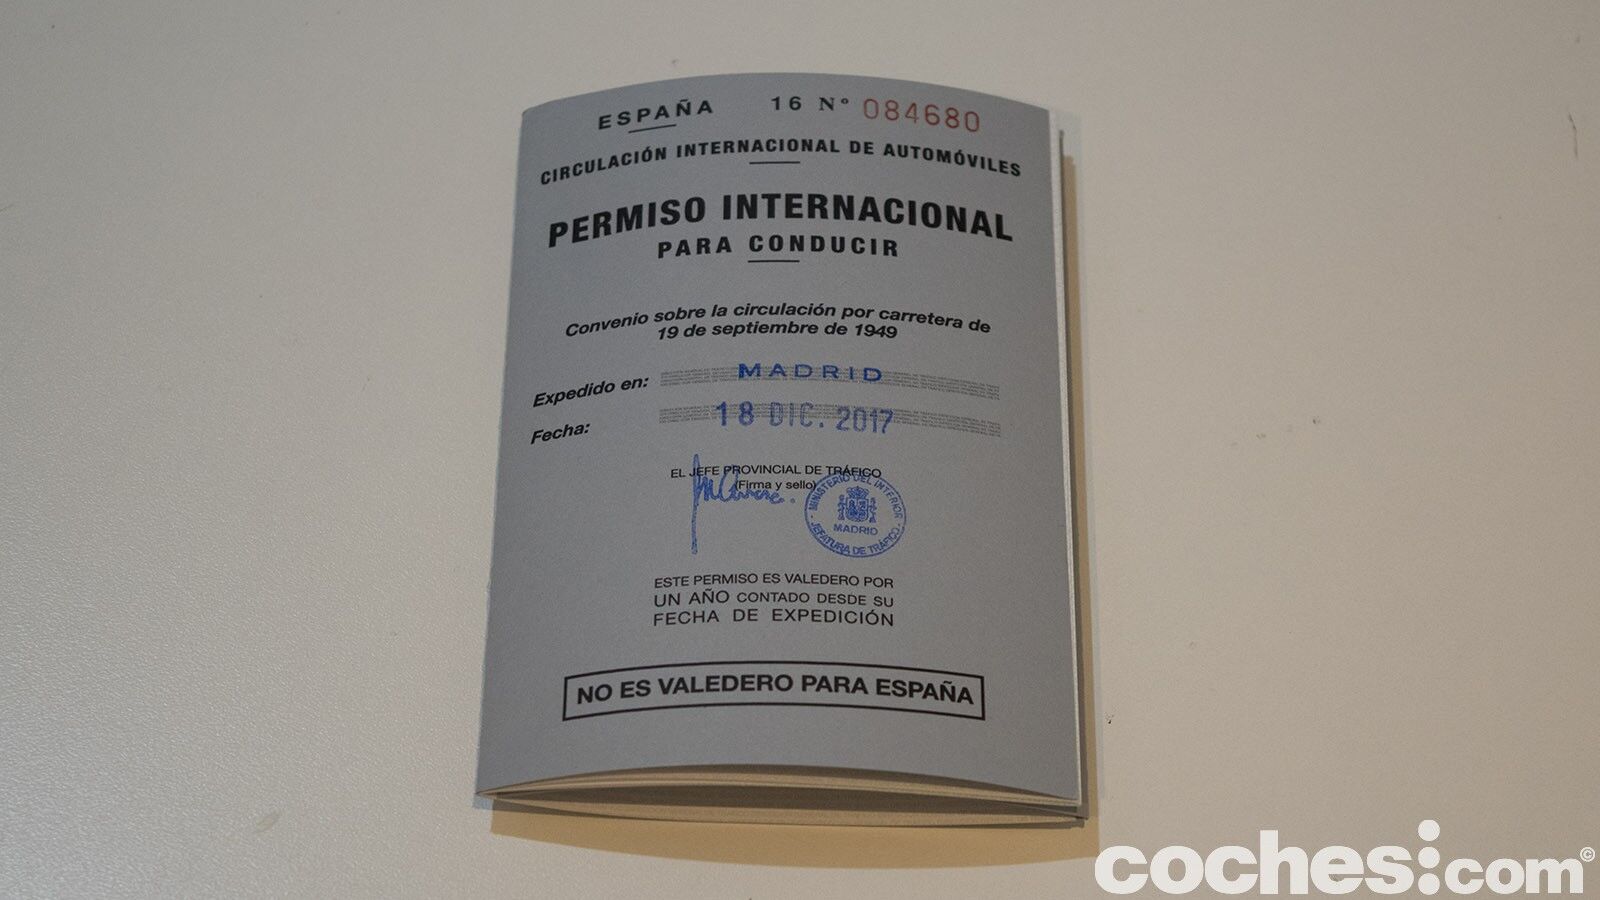 ESPAÑA 16 Nº 084680
CIRCULACIÓN INTERNACIONAL DE AUTOMÓVILES
PERMISO INTERNACIONAL
PARA CONDUCIR
Convenio sobre la circulación por carretera de
19 de septiembre de 1949
Expedido en: MADRID
Fecha: 18 DIC. 2017
EL JEFE PROVINCIAL DE TRÁFICO
(Firma y sello)
MINISTERIO DEL INTERIOR
MADRID
JEFATURA DE TRÁFICO
ESTE PERMISO ES VALEDERO POR
UN AÑO CONTADO DESDE SU
FECHA DE EXPEDICIÓN
NO ES VALEDERO PARA ESPAÑA
coches.com©